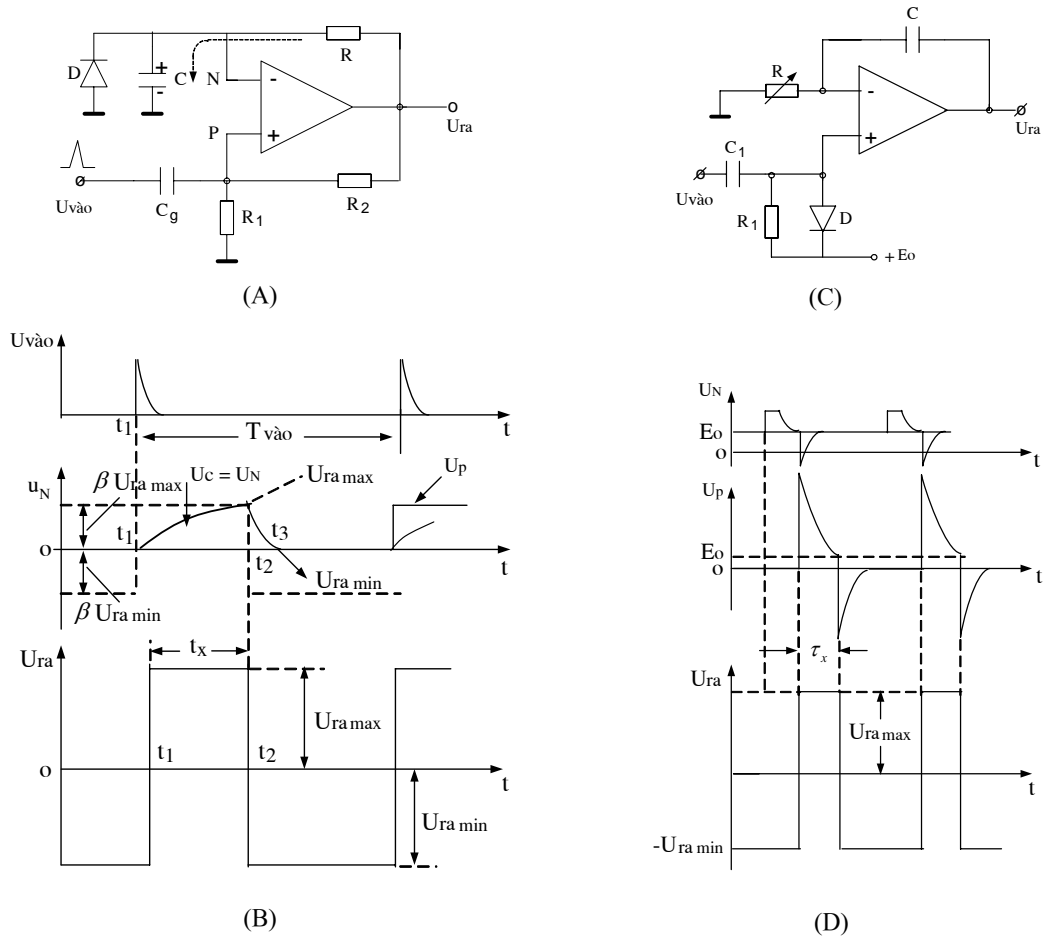 R
D
+
-
C
N
-
P
+
Ura
Uvào
Cg
R1
R2
(A)
C
R
-
+
Ura
C1
Uvào
R1
D
+ Eo
(C)
Uvào
t1
T vào
t
uN
β Ura max
Uc = UN
Ura max
Up
t1
t3
o
t2
t
Ura min
β Ura min
Ura
tx
Ura max
o
t1
t2
t
Ura min
(B)
UN
Eo
o
t
Up
Eo
o
t
τx
Ura
Ura max
t
-Ura min
(D)